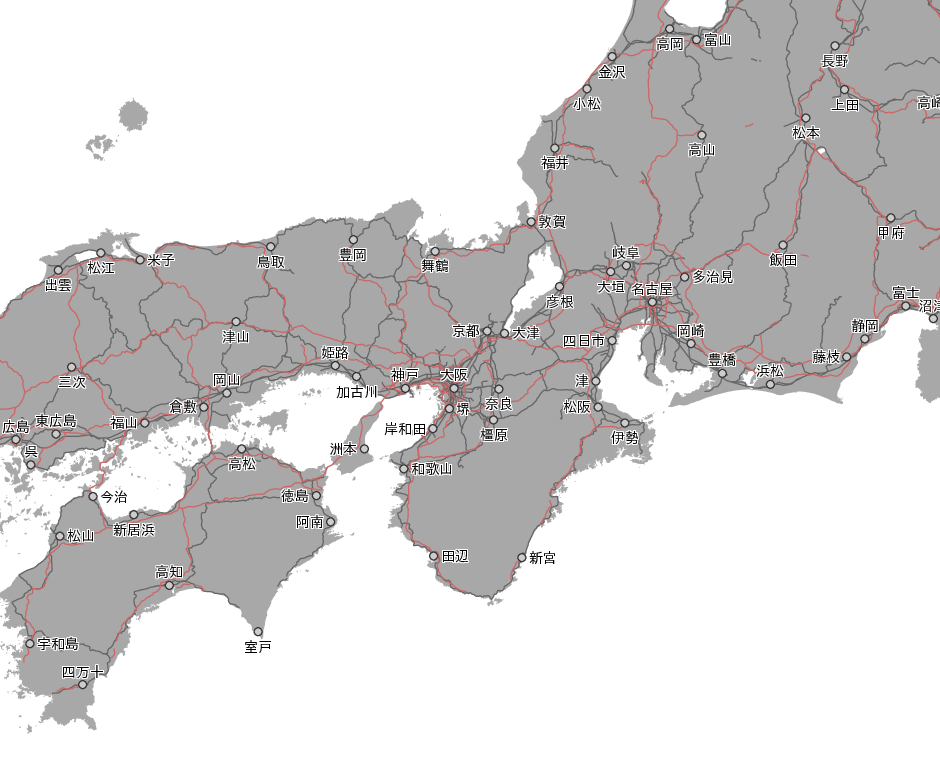 高岡
富山
長野
金沢
小松
上田
高崎
松本
高山
福井
敦賀
甲府
松江
米子
鳥取
豊岡
舞鶴
岐阜
飯田
出雲
大垣
多治見
彦根
名古屋
富士
沼津
津山
京都
大津
四日市
岡崎
静岡
姫路
豊橋
藤枝
三次
岡山
加古川
神戸
大阪
津
浜松
倉敷
奈良
松阪
広島
東広島
福山
堺
呉
岸和田
橿原
伊勢
洲本
高松
和歌山
今治
徳島
新居浜
阿南
松山
田辺
新宮
高知
宇和島
室戸
四万十